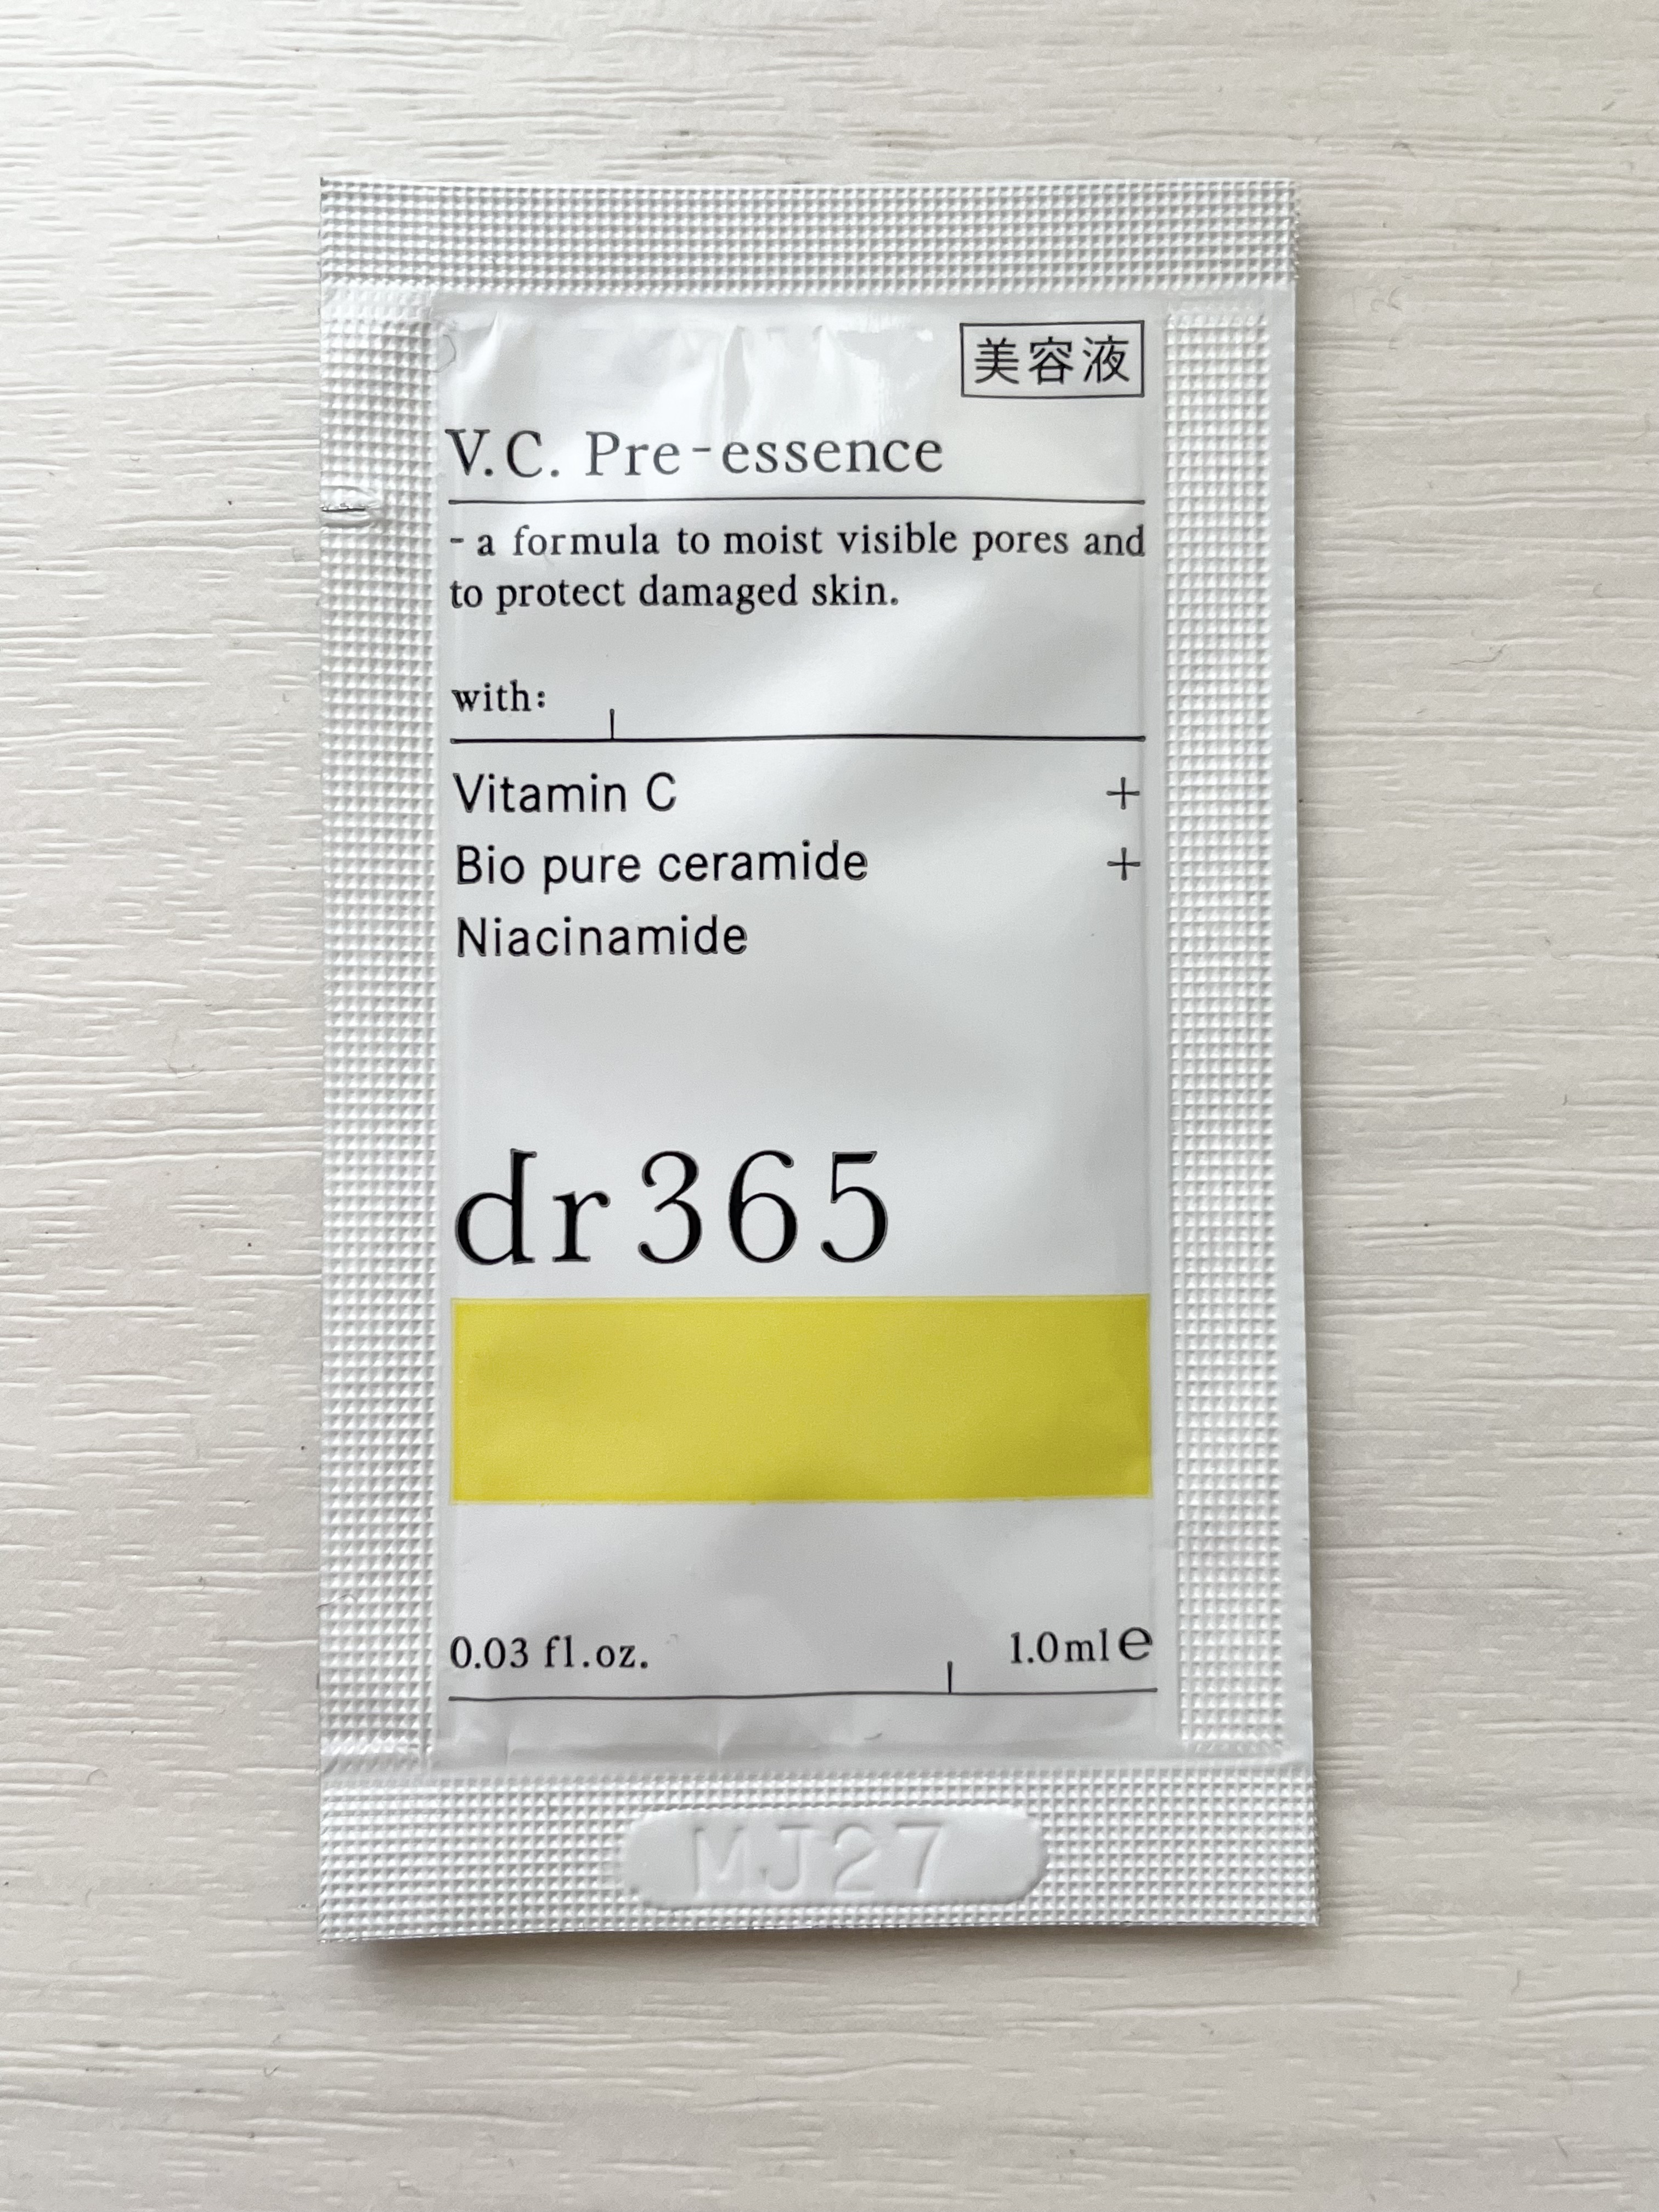 美容液
V.C. Pre-essence
- a formula to moist visible pores and
to protect damaged skin.
with:
Vitamin C +
Bio pure ceramide +
Niacinamide
dr365
0.03 fl.oz. 1.0ml℮
MJ27